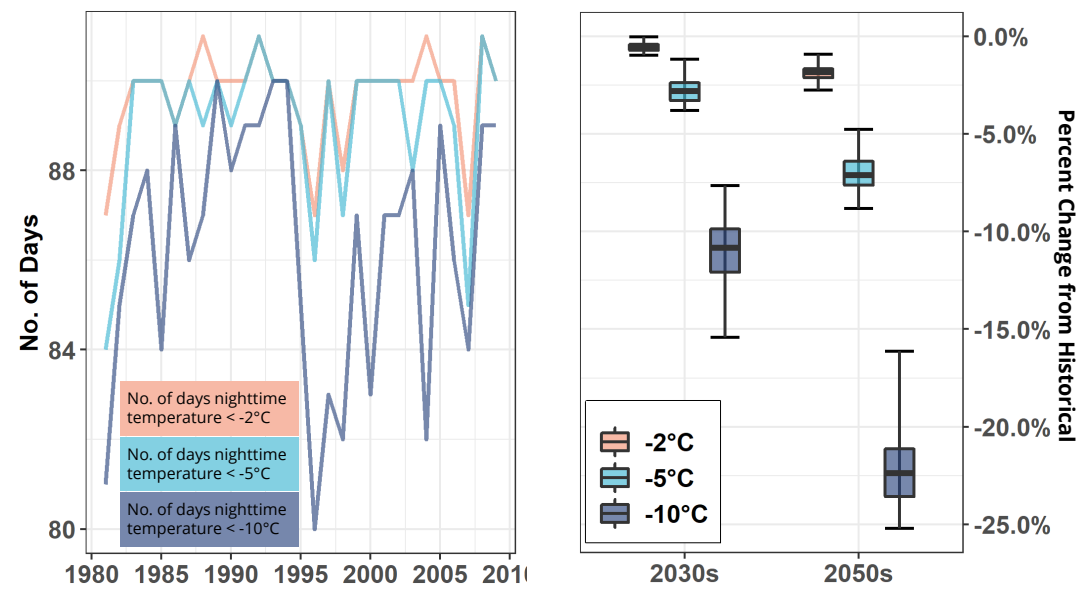 No. of Days
88
84
80
No. of days nighttime
temperature < -2°C
No. of days nighttime
temperature < -5°C
No. of days nighttime
temperature < -10°C
1980 1985 1990 1995 2000 2005 201
0.0%
-5.0%
-10.0%
-15.0%
-20.0%
-25.0%
Percent Change from Historical
-2°C
-5°C
-10°C
2030s 2050s